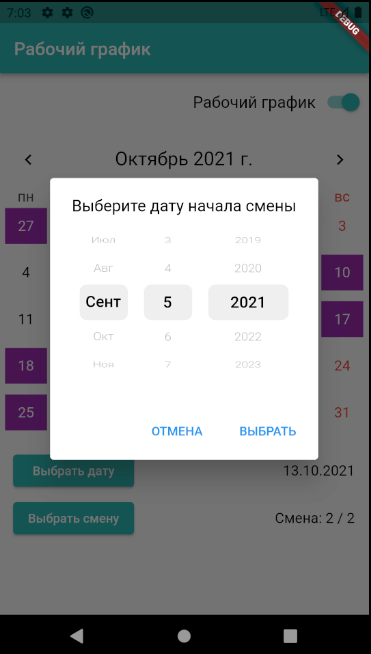 7:03 LTE
DEBUG
Рабочий график
Рабочий график
Октябрь 2021 г.
пн вс
27 3
4 10
11 17
18 24
25 31
Выберите дату начала смены
Июл 3 2019
Авг 4 2020
Сент 5 2021
Окт 6 2022
Ноя 7 2023
ОТМЕНА ВЫБРАТЬ
Выбрать дату 13.10.2021
Выбрать смену Смена: 2 / 2